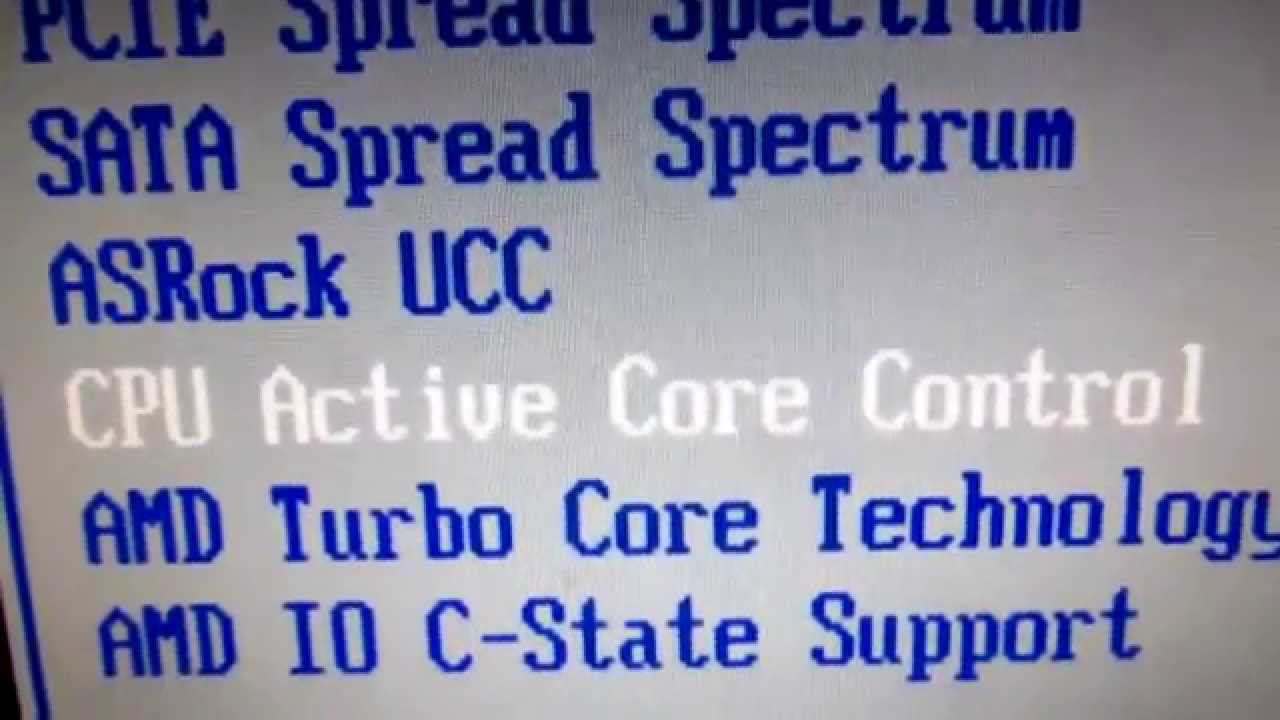 PCIE Spread Spectrum
SATA Spread Spectrum
ASRock UCC
CPU Active Core Control
AMD Turbo Core Technology
AMD IO C-State Support